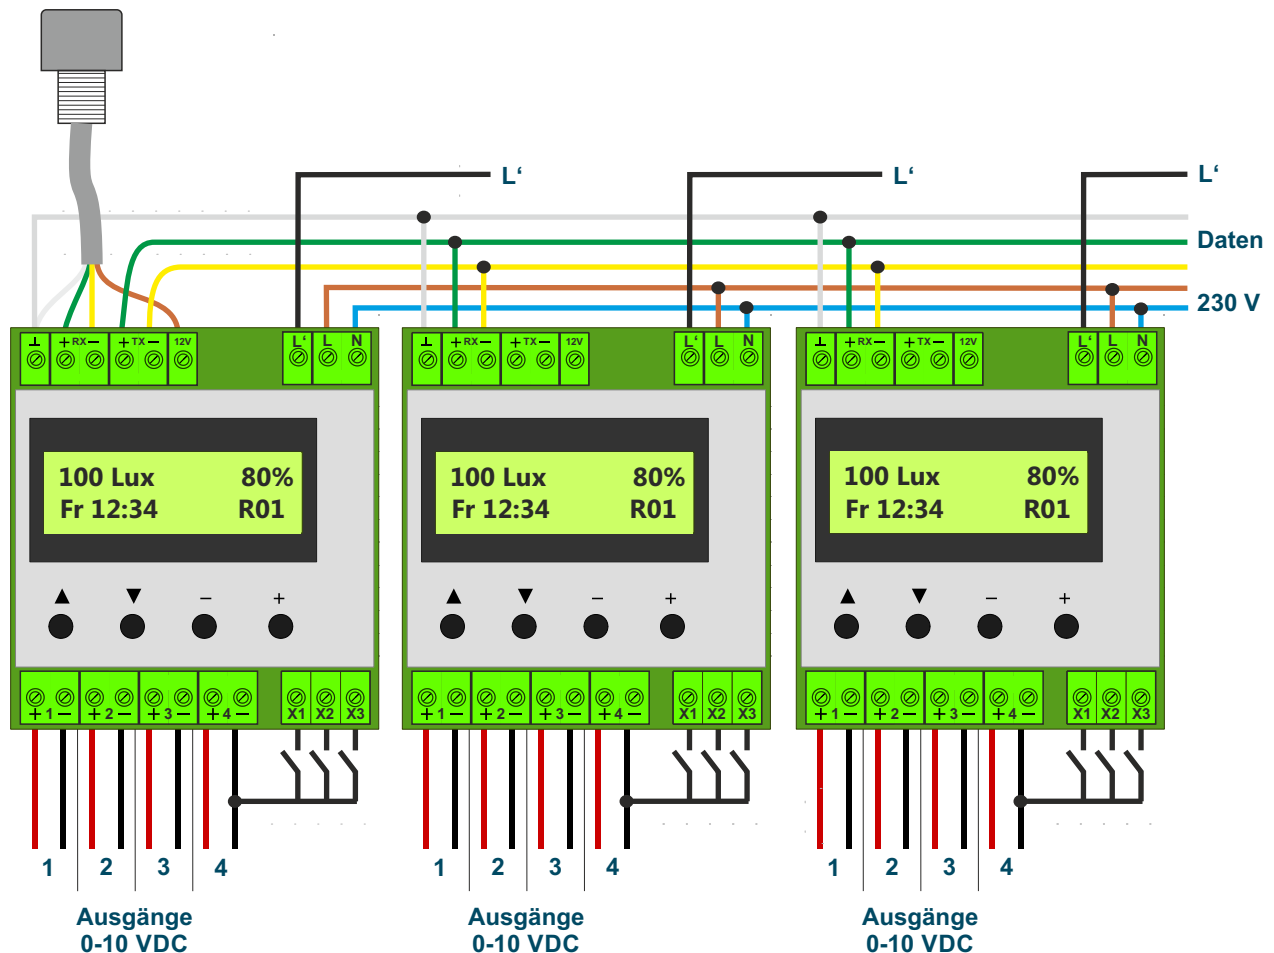 L‘ L‘ L‘
Daten
230 V
⊥ + RX − + TX − 12V L‘ L N
⊥ + RX − + TX − 12V L‘ L N
⊥ + RX − + TX − 12V L‘ L N
100 Lux 80%
Fr 12:34 R01
100 Lux 80%
Fr 12:34 R01
100 Lux 80%
Fr 12:34 R01
▲ ▼ − +
▲ ▼ − +
▲ ▼ − +
+ 1 − + 2 − + 3 − + 4 − X1 X2 X3
+ 1 − + 2 − + 3 − + 4 − X1 X2 X3
+ 1 − + 2 − + 3 − + 4 − X1 X2 X3
1 2 3 4
1 2 3 4
1 2 3 4
Ausgänge
0-10 VDC
Ausgänge
0-10 VDC
Ausgänge
0-10 VDC